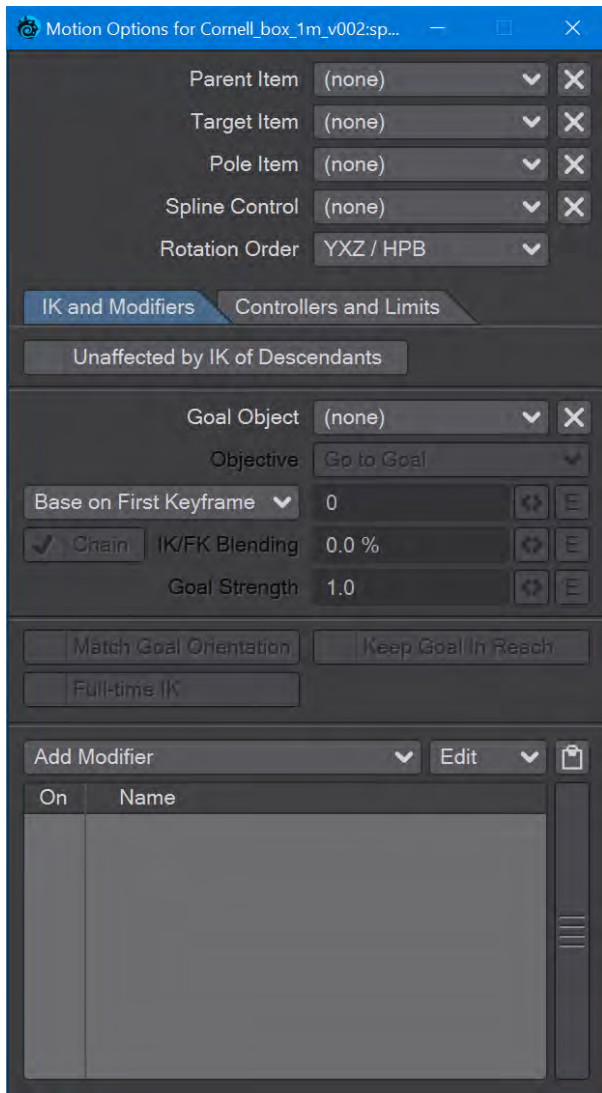 Motion Options for Cornell_box_1m_v002:sp...
Parent Item (none)
Target Item (none)
Pole Item (none)
Spline Control (none)
Rotation Order YXZ / HPB
IK and Modifiers Controllers and Limits
Unaffected by IK of Descendants
Goal Object (none)
Objective Go to Goal
Base on First Keyframe 0 E
Chain IK/FK Blending 0.0 % E
Goal Strength 1.0 E
Match Goal Orientation Keep Goal In Reach
Full-time IK
Add Modifier Edit
On Name